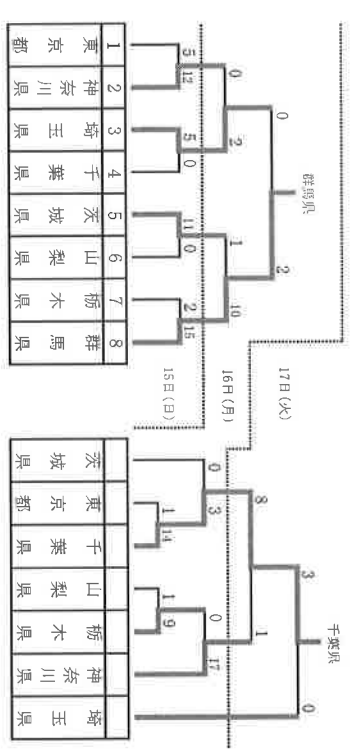 群馬県
0 2
0 2 1 10
5 12 5 0 11 0 2 15
1 東京都
2 神奈川県
3 埼玉県
4 千葉県
5 茨城県
6 山梨県
7 栃木県
8 群馬県
17日(火)
16日(月)
15日(日)
千葉県
3 0
8 1
0 3 0 17
1 14 1 9
茨城県
東京都
千葉県
山梨県
栃木県
神奈川県
埼玉県